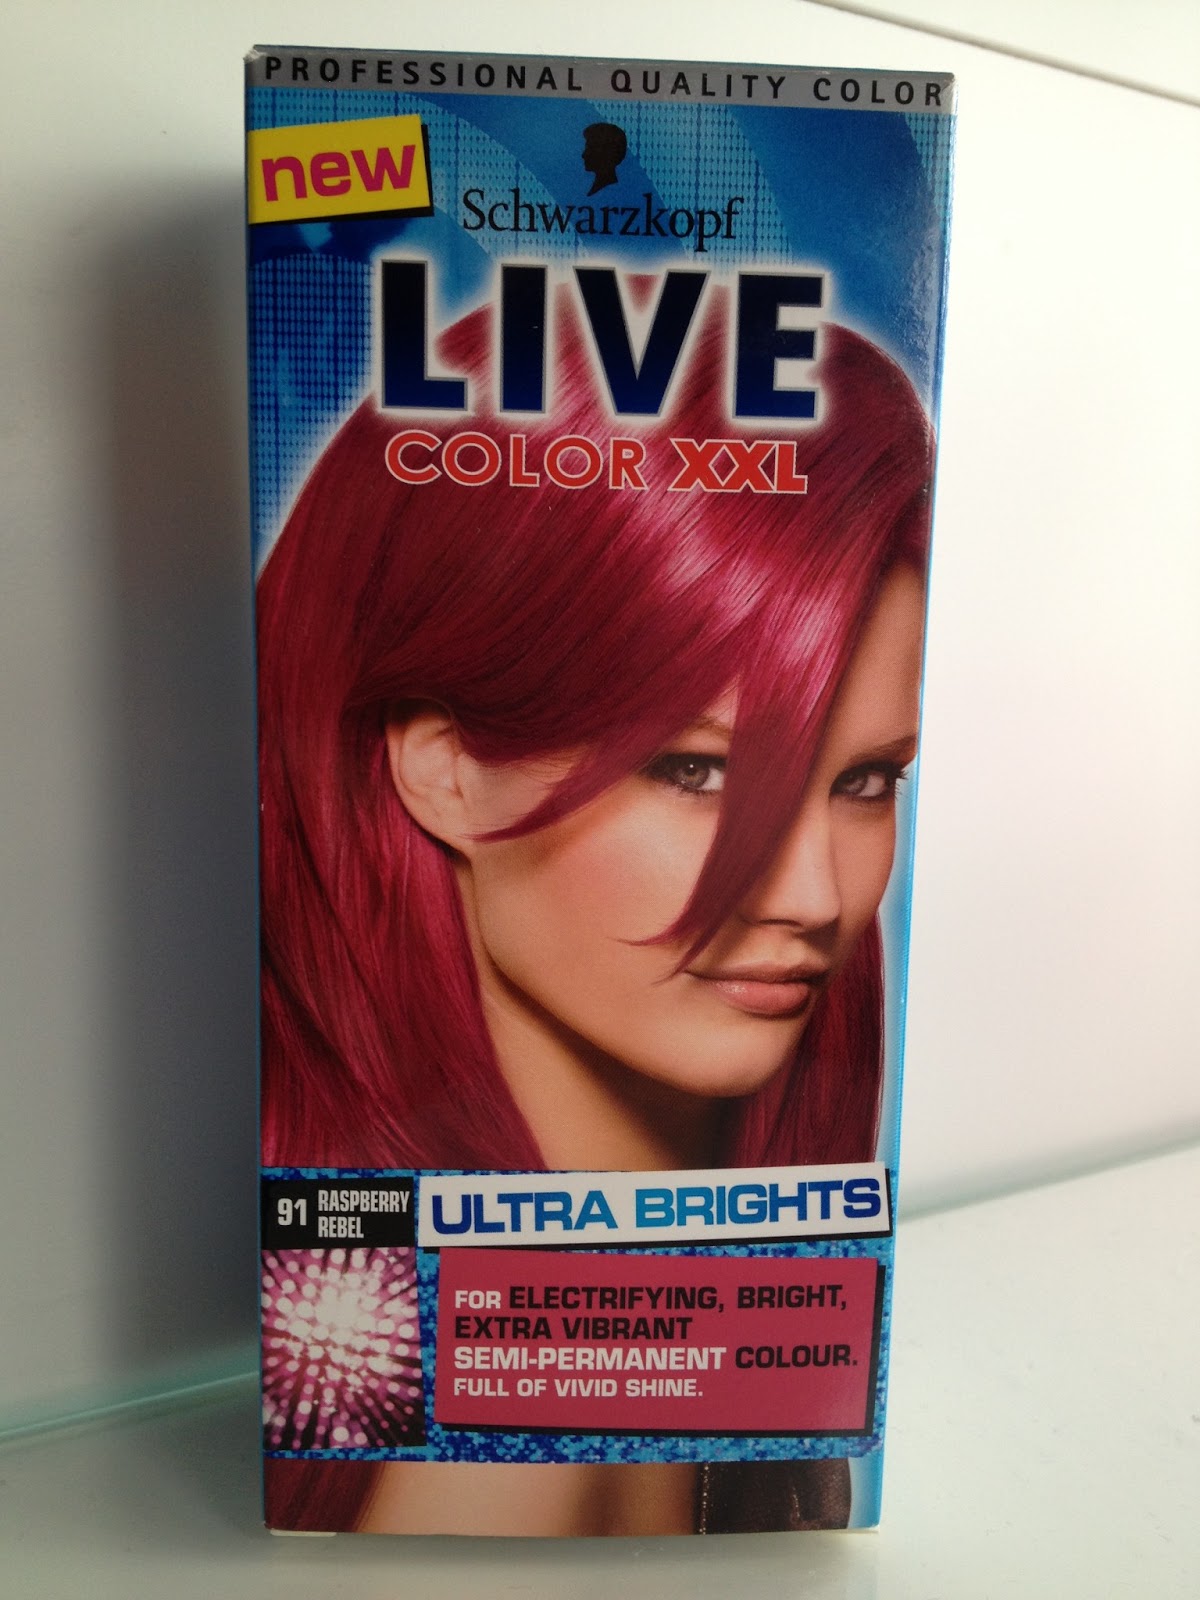 PROFESSIONAL QUALITY COLOR
new
Schwarzkopf
LIVE
COLOR XXL
91 RASPBERRY
REBEL
ULTRA BRIGHTS
FOR ELECTRIFYING, BRIGHT,
EXTRA VIBRANT
SEMI-PERMANENT COLOUR.
FULL OF VIVID SHINE.